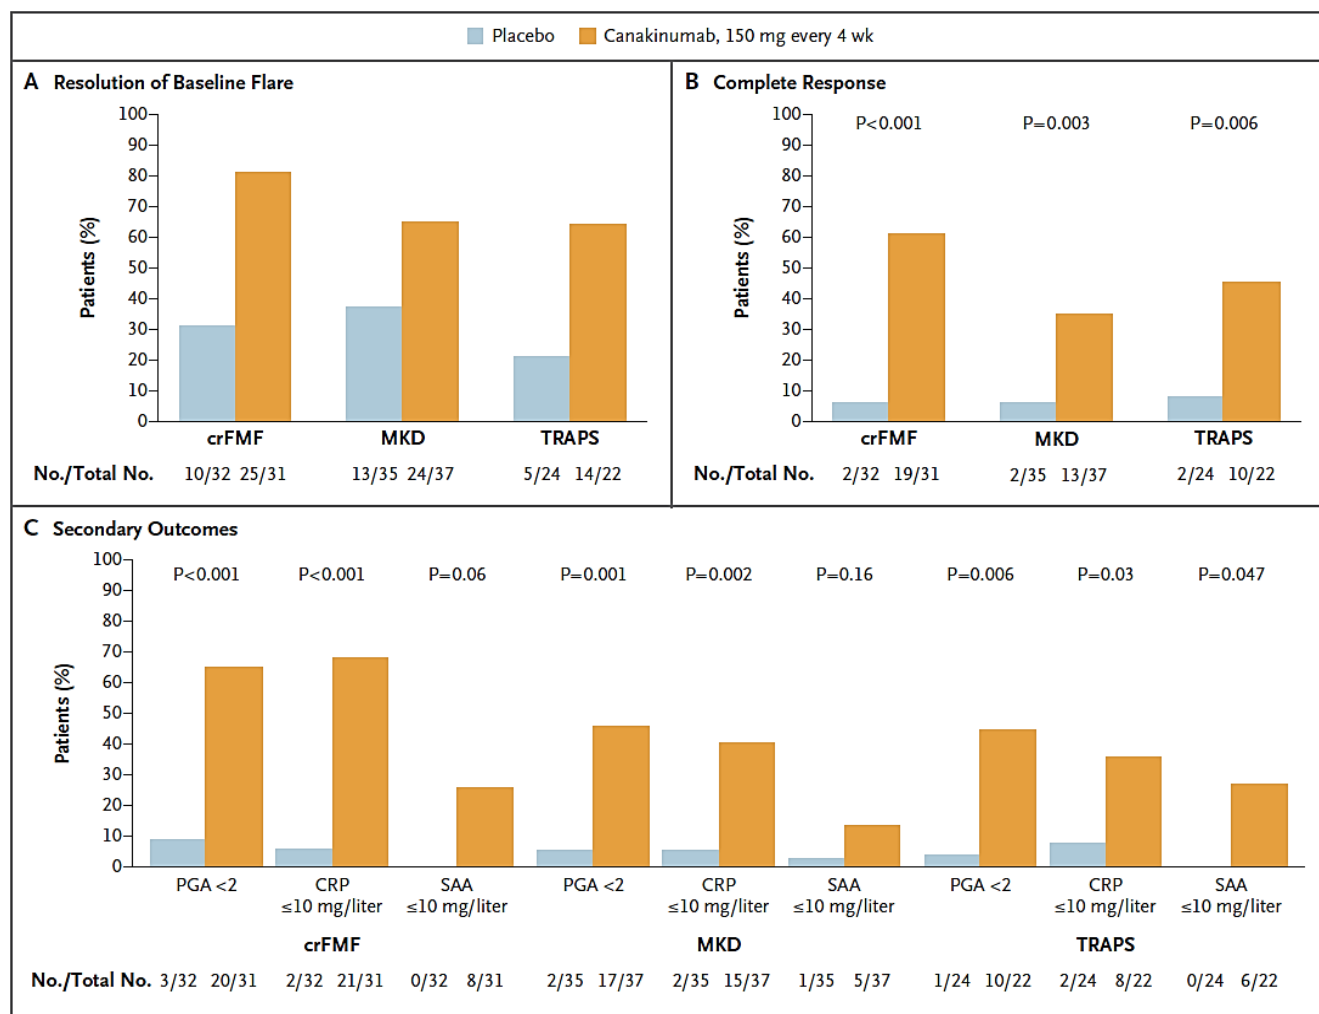 Placebo Canakinumab, 150 mg every 4 wk
A Resolution of Baseline Flare
100
90
80
70
60
50
40
30
20
10
0
Patients (%)
crFMF MKD TRAPS
No./Total No. 10/32 25/31 13/35 24/37 5/24 14/22
B Complete Response
P<0.001 P=0.003 P=0.006
100
90
80
70
60
50
40
30
20
10
0
Patients (%)
crFMF MKD TRAPS
No./Total No. 2/32 19/31 2/35 13/37 2/24 10/22
C Secondary Outcomes
P<0.001 P<0.001 P=0.06 P=0.001 P=0.002 P=0.16 P=0.006 P=0.03 P=0.047
100
90
80
70
60
50
40
30
20
10
0
Patients (%)
PGA <2 CRP SAA PGA <2 CRP SAA PGA <2 CRP SAA
≤10 mg/liter ≤10 mg/liter ≤10 mg/liter ≤10 mg/liter ≤10 mg/liter ≤10 mg/liter
crFMF MKD TRAPS
No./Total No. 3/32 20/31 2/32 21/31 0/32 8/31 2/35 17/37 2/35 15/37 1/35 5/37 1/24 10/22 2/24 8/22 0/24 6/22